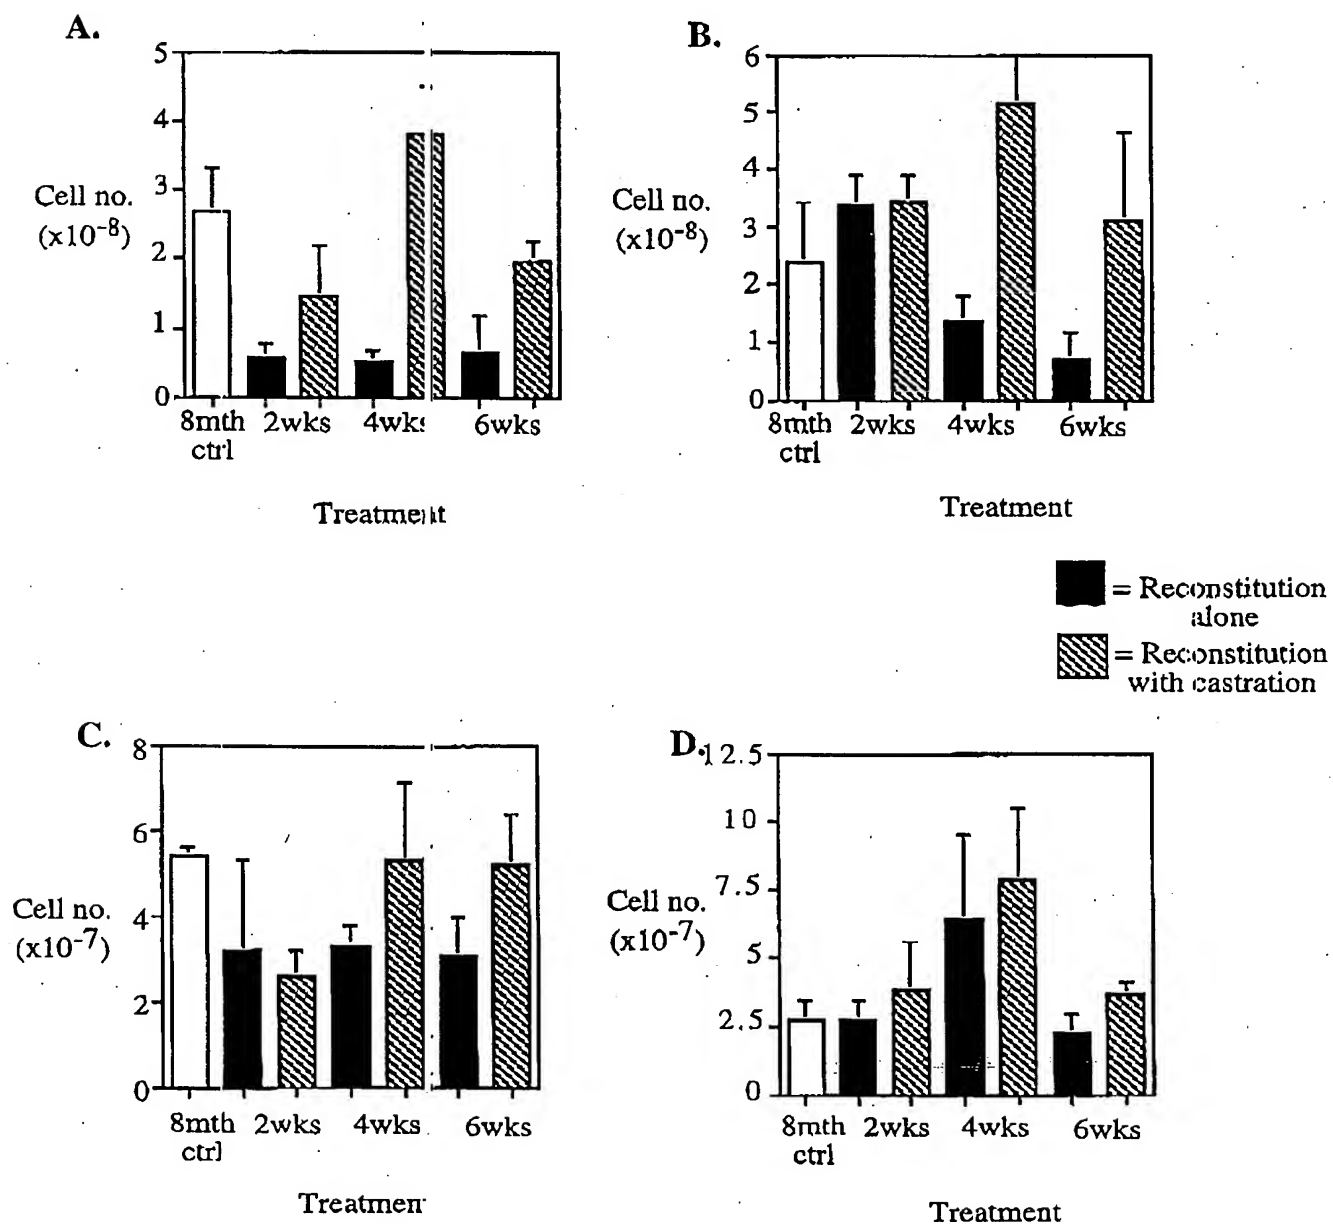 A.
5
4
3
2
1
0
Cell no.
(x10⁻⁸)
8mth 2wks 4wks 6wks
ctrl
Treatment
B.
6
5
4
3
2
1
0
Cell no.
(x10⁻⁸)
8mth 2wks 4wks 6wks
ctrl
Treatment
= Reconstitution
alone
= Reconstitution
with castration
C.
8
6
4
2
0
Cell no.
(x10⁻⁷)
8mth 2wks 4wks 6wks
ctrl
Treatment
D.
12.5
10
7.5
5
2.5
0
Cell no.
(x10⁻⁷)
8mth 2wks 4wks 6wks
ctrl
Treatment